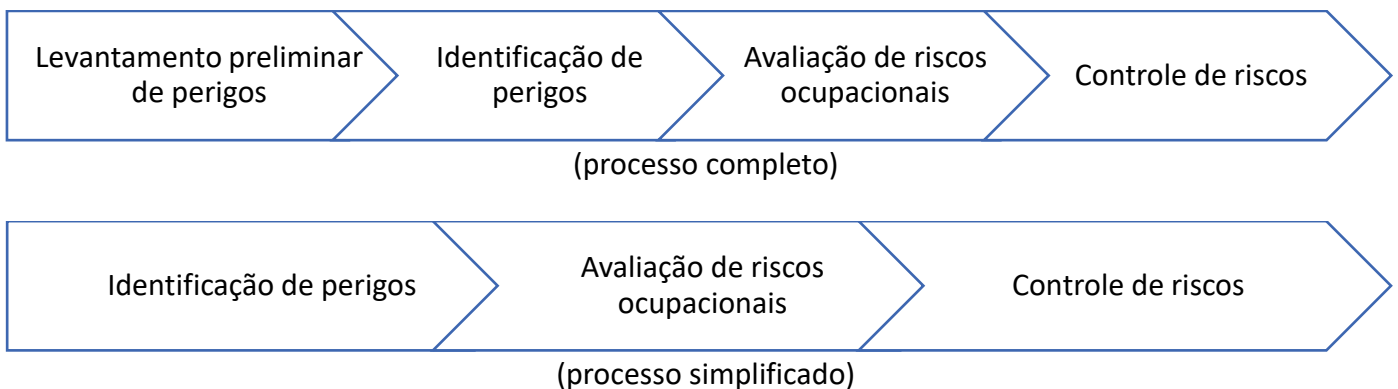 Levantamento preliminar
de perigos
Identificação de
perigos
Avaliação de riscos
ocupacionais
Controle de riscos
(processo completo)
Identificação de perigos
Avaliação de riscos
ocupacionais
Controle de riscos
(processo simplificado)